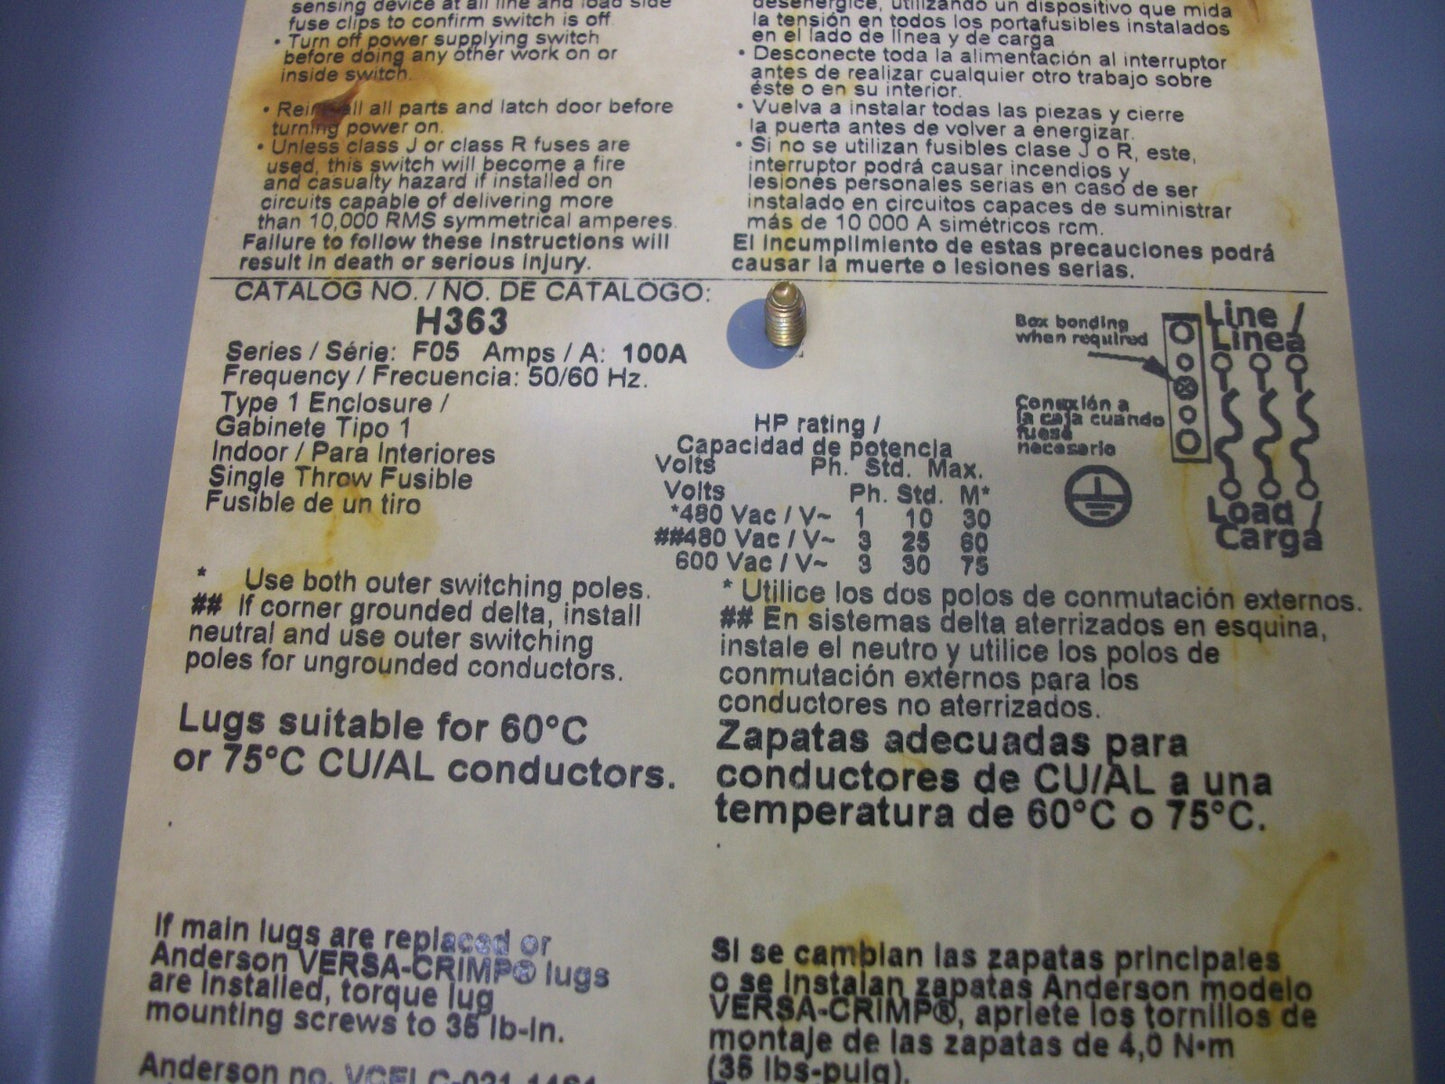 sensing device at all line and load side
fuse clips to confirm switch is off.
• Turn off power supplying switch
before doing any other work on or
inside switch.
• Reinstall all parts and latch door before
turning power on.
• Unless class J or class R fuses are
used, this switch will become a fire
and casualty hazard if installed on
circuits capable of delivering more
than 10,000 RMS symmetrical amperes.
Failure to follow these instructions will
result in death or serious injury.
desenergice, utilizando un dispositivo que mida
la tensión en todos los portafusibles instalados
en el lado de línea y de carga
• Desconecte toda la alimentación al interruptor
antes de realizar cualquier otro trabajo sobre
éste o en su interior.
• Vuelva a instalar todas las piezas y cierre
la puerta antes de volver a energizar.
• Si no se utilizan fusibles clase J o R, este,
interruptor podrá causar incendios y
lesiones personales serias en caso de ser
instalado en circuitos capaces de suministrar
más de 10 000 A simétricos rcm.
El incumplimiento de estas precauciones podrá
causar la muerte o lesiones serias.
CATALOG NO. / NO. DE CATALOGO:
H363
Series / Série: F05 Amps / A: 100A
Frequency / Frecuencia: 50/60 Hz.
Type 1 Enclosure /
Gabinete Tipo 1
Indoor / Para Interiores
Single Throw Fusible
Fusible de un tiro
HP rating /
Capacidad de potencia
Volts Ph. Std. Max.
Volts Ph. Std. M*
*480 Vac / V~ 1 10 30
##480 Vac / V~ 3 25 60
600 Vac / V~ 3 30 75
Box bonding
when required
Conexión a
la caja cuando
fuese
necesario
Line /
Linea
Load /
Carga
* Use both outer switching poles.
## If corner grounded delta, install
neutral and use outer switching
poles for ungrounded conductors.
* Utilice los dos polos de conmutación externos.
## En sistemas delta aterrizados en esquina,
instale el neutro y utilice los polos de
conmutación externos para los
conductores no aterrizados.
Lugs suitable for 60°C
or 75°C CU/AL conductors.
Zapatas adecuadas para
conductores de CU/AL a una
temperatura de 60°C o 75°C.
If main lugs are replaced or
Anderson VERSA-CRIMP® lugs
are installed, torque lug
mounting screws to 35 lb-in.
Anderson no.
Si se cambian las zapatas principales
o se instalan zapatas Anderson modelo
VERSA-CRIMP®, apriete los tornillos de
montaje de las zapatas de 4,0 N•m
(35 lbs-pulg).